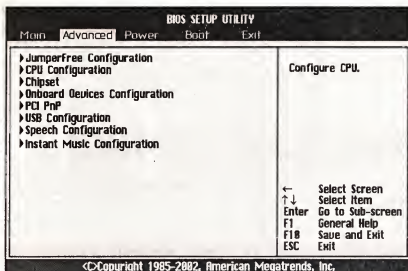 BIOS SETUP UTILITY
Main Advanced Power Boot Exit
JumperFree Configuration
CPU Configuration
Chipset
Onboard Devices Configuration
PCI PnP
USB Configuration
Speech Configuration
Instant Music Configuration
Configure CPU.
← Select Screen
↑↓ Select Item
Enter Go to Sub-screen
F1 General Help
F10 Save and Exit
ESC Exit
©Copyright 1985-2002, American Megatrends, Inc.